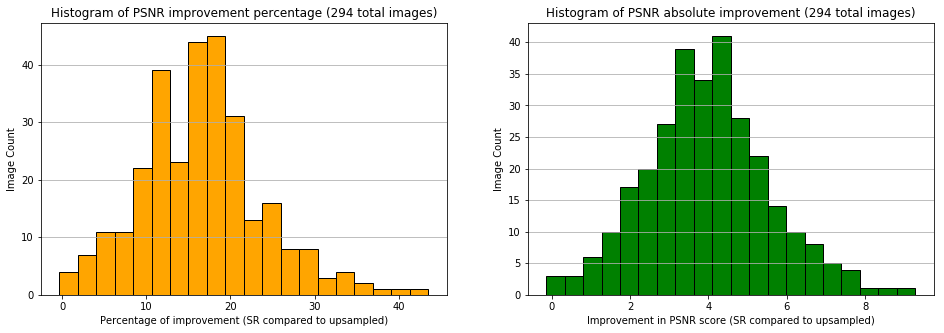 Histogram of PSNR improvement percentage (294 total images)
Image Count
40
30
20
10
0
0 10 20 30 40
Percentage of improvement (SR compared to upsampled)
Histogram of PSNR absolute improvement (294 total images)
Image Count
40
35
30
25
20
15
10
5
0
0 2 4 6 8
Improvement in PSNR score (SR compared to upsampled)